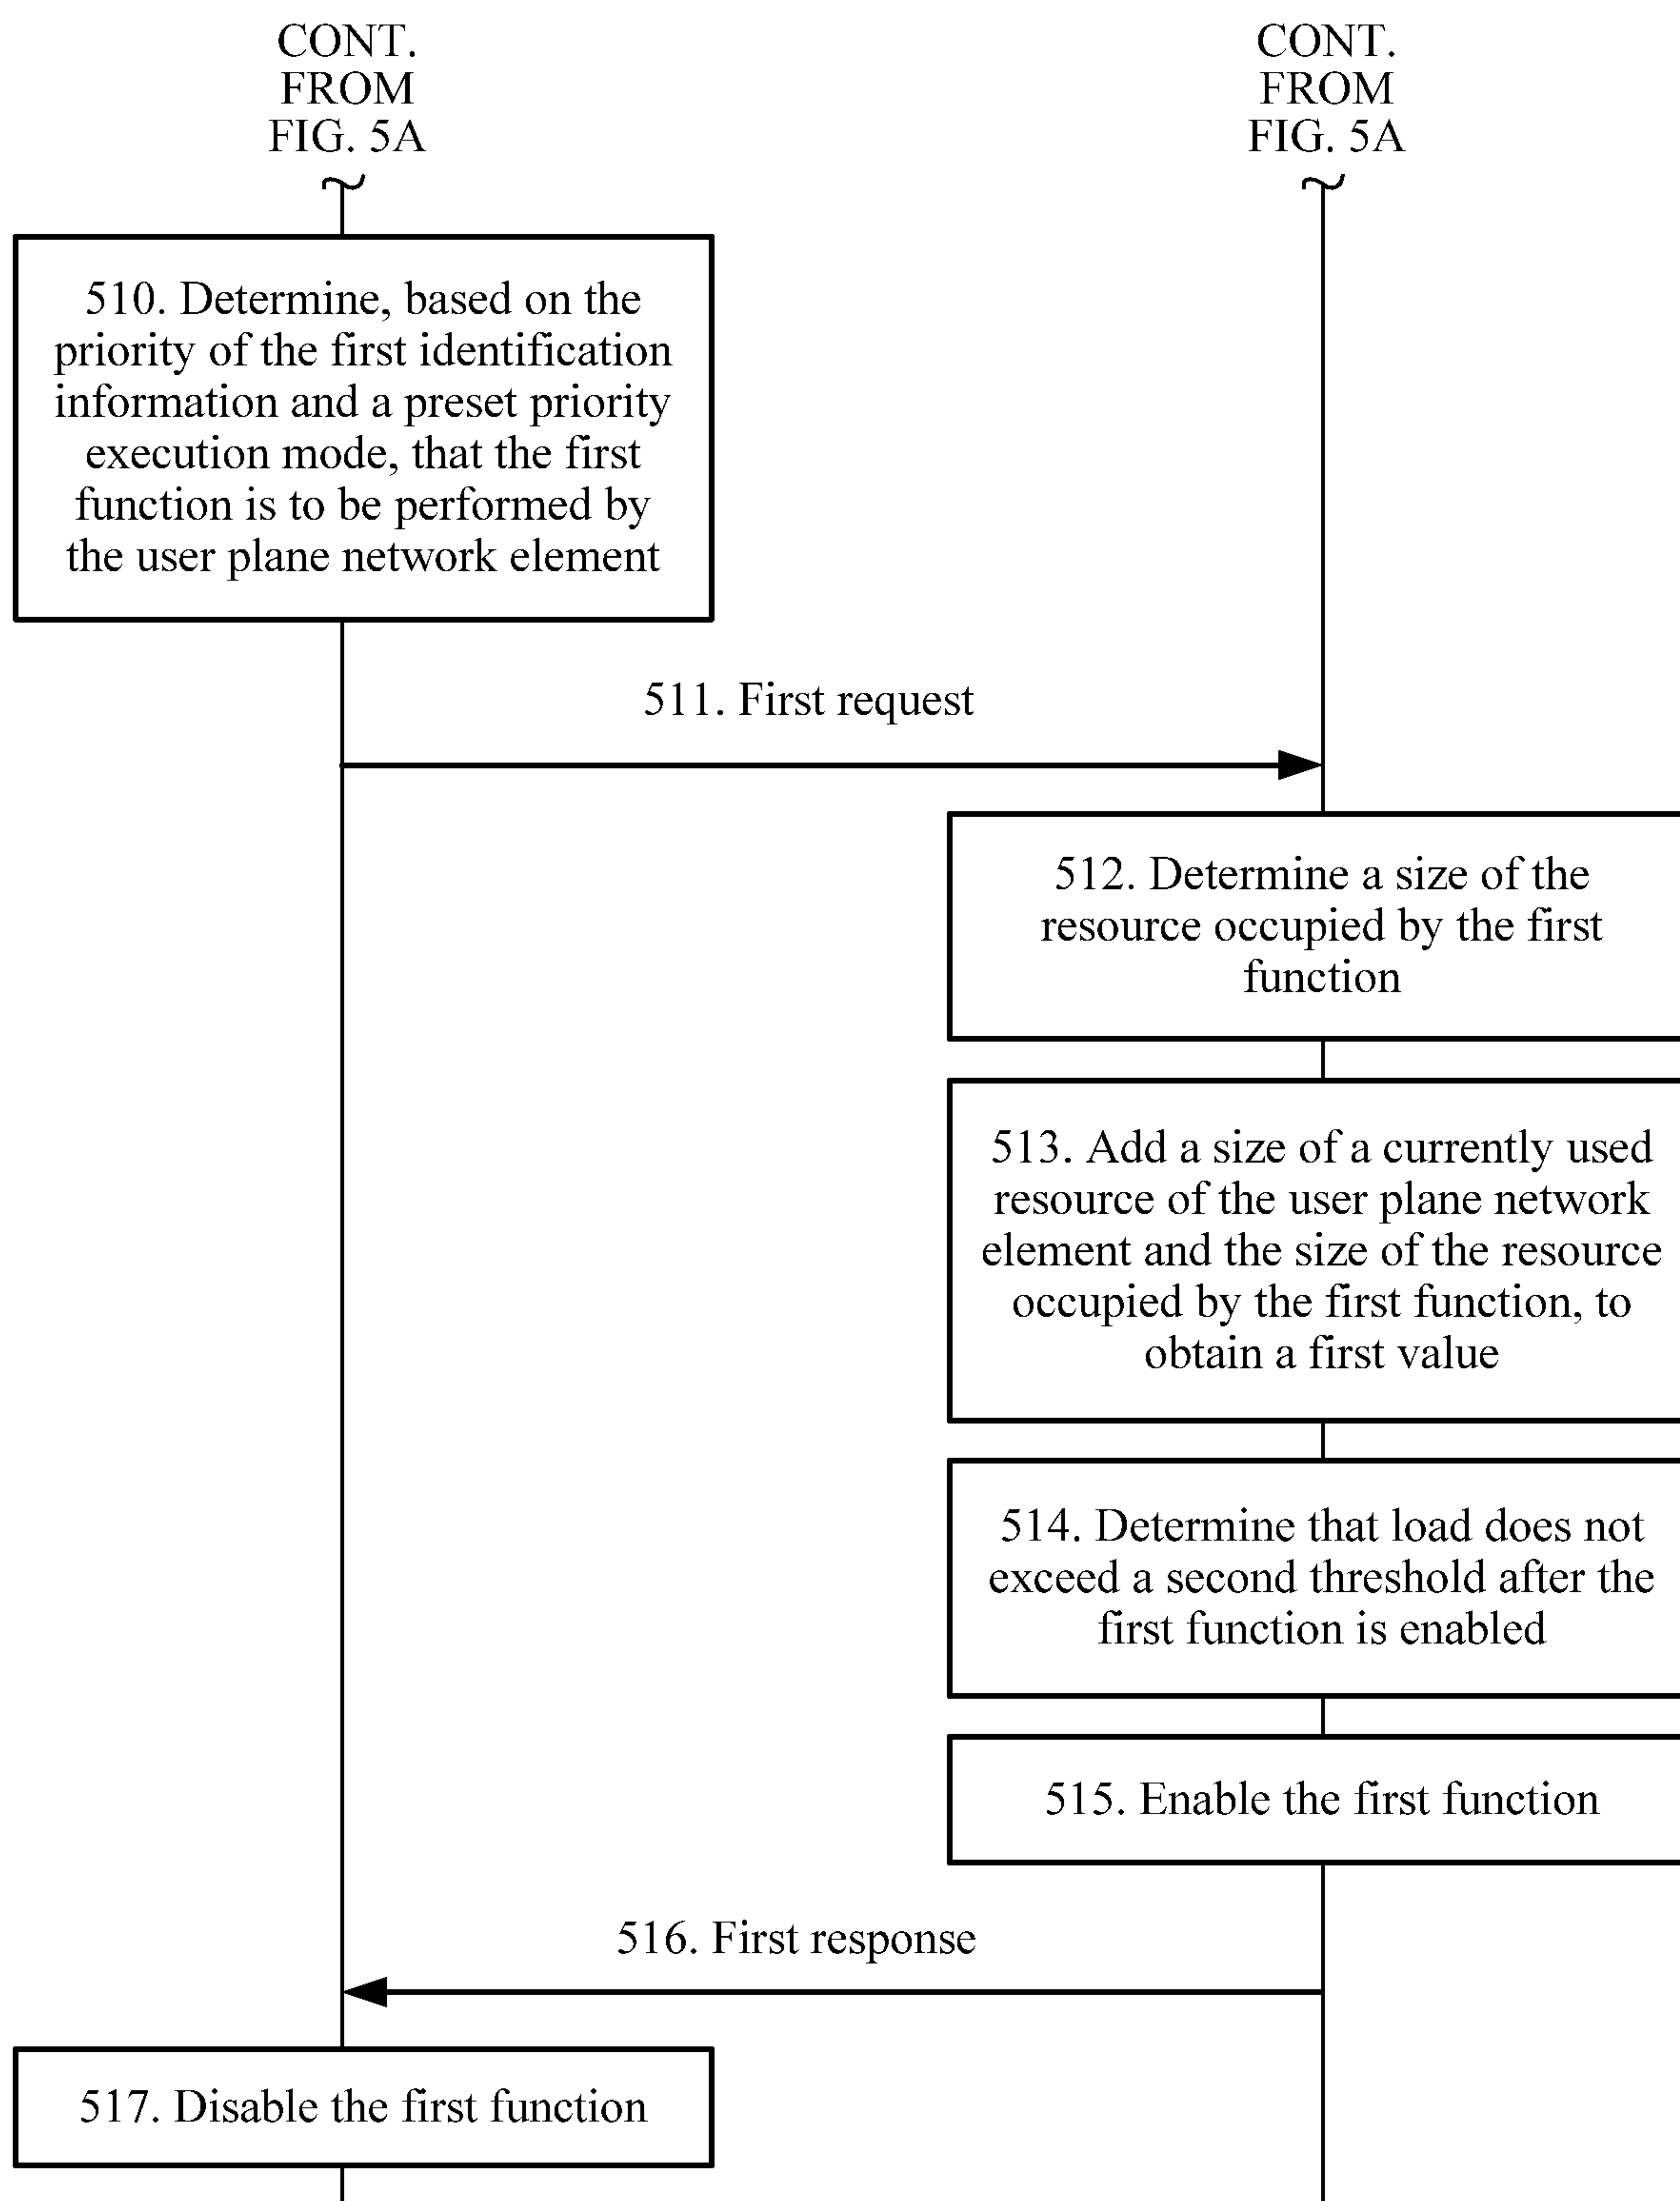 CONT.
FROM
FIG. 5A
CONT.
FROM
FIG. 5A
510. Determine, based on the
priority of the first identification
information and a preset priority
execution mode, that the first
function is to be performed by
the user plane network element
511. First request
512. Determine a size of the
resource occupied by the first
function
513. Add a size of a currently used
resource of the user plane network
element and the size of the resource
occupied by the first function, to
obtain a first value
514. Determine that load does not
exceed a second threshold after the
first function is enabled
515. Enable the first function
516. First response
517. Disable the first function